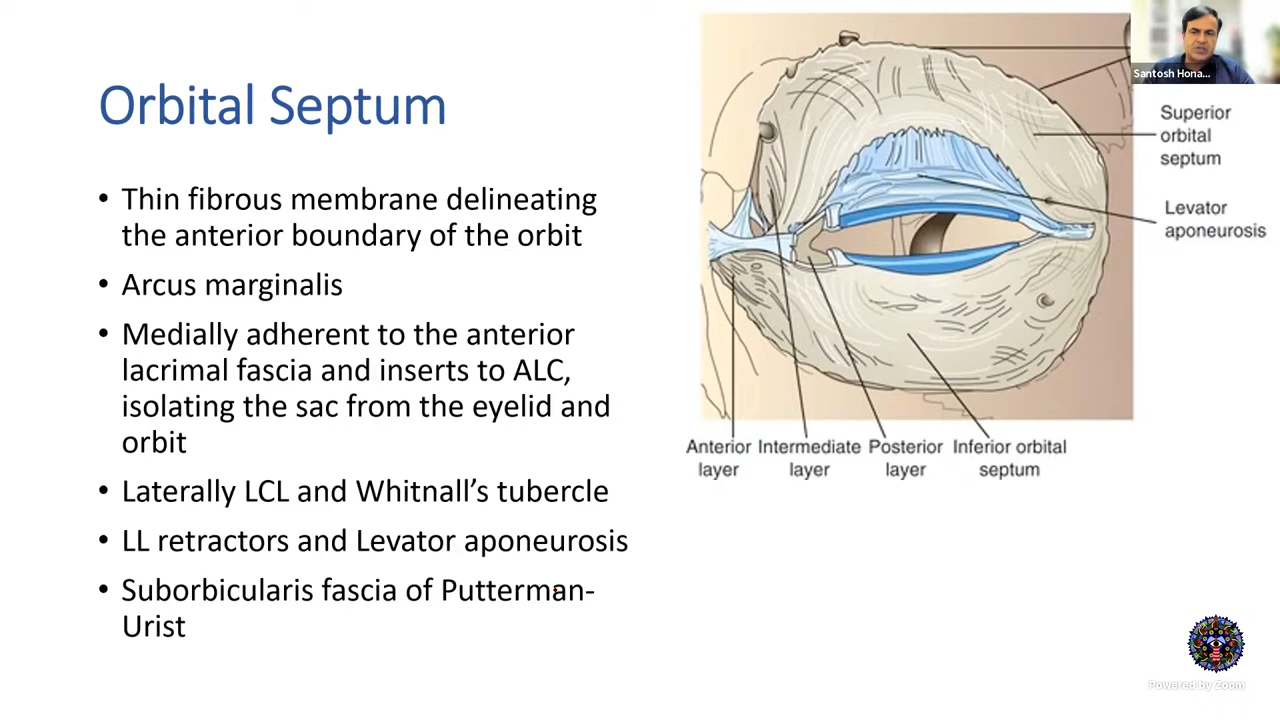 Orbital Septum
• Thin fibrous membrane delineating
the anterior boundary of the orbit
• Arcus marginalis
• Medially adherent to the anterior
lacrimal fascia and inserts to ALC,
isolating the sac from the eyelid and
orbit
• Laterally LCL and Whitnall’s tubercle
• LL retractors and Levator aponeurosis
• Suborbicularis fascia of Putterman-
Urist
Santosh Hona...
Superior
orbital
septum
Levator
aponeurosis
Anterior
layer
Intermediate
layer
Posterior
layer
Inferior orbital
septum
Powered by Zoom